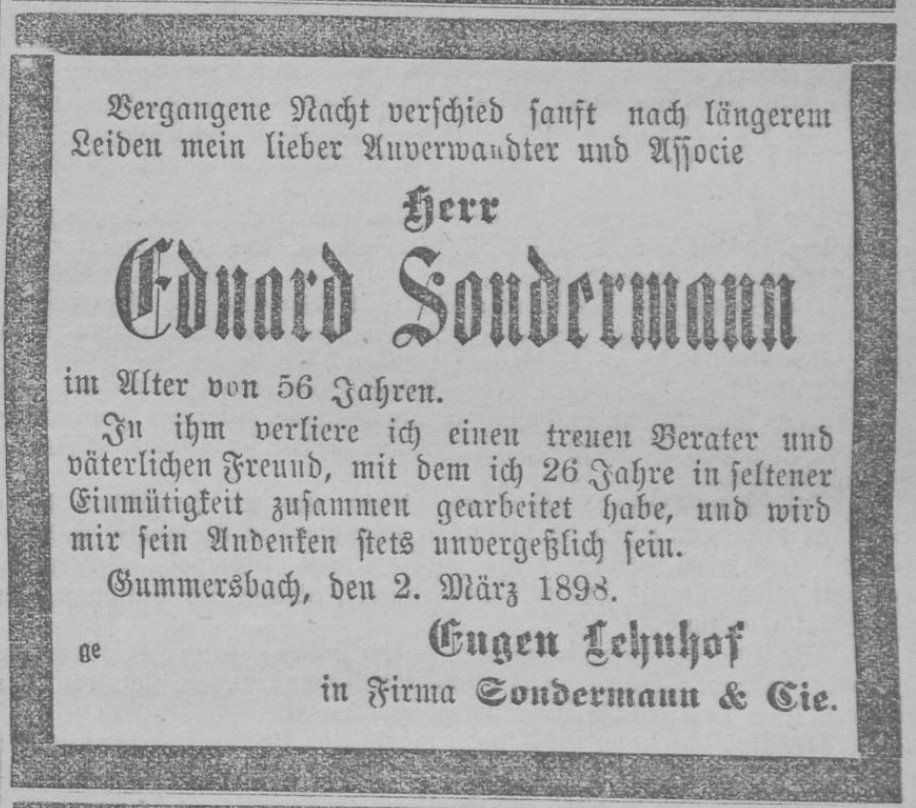 Vergangene Nacht verschied sanft nach längerem
Leiden mein lieber Anverwandter und Associe
Herr
Eduard Sondermann
im Alter von 56 Jahren.
In ihm verliere ich einen treuen Berater und
väterlichen Freund, mit dem ich 26 Jahre in seltener
Einmütigkeit zusammen gearbeitet habe, und wird
mir sein Andenken stets unvergeßlich sein.
Gummersbach, den 2. März 1898.
Eugen Lehnhof
ge
in Firma Sondermann & Cie.